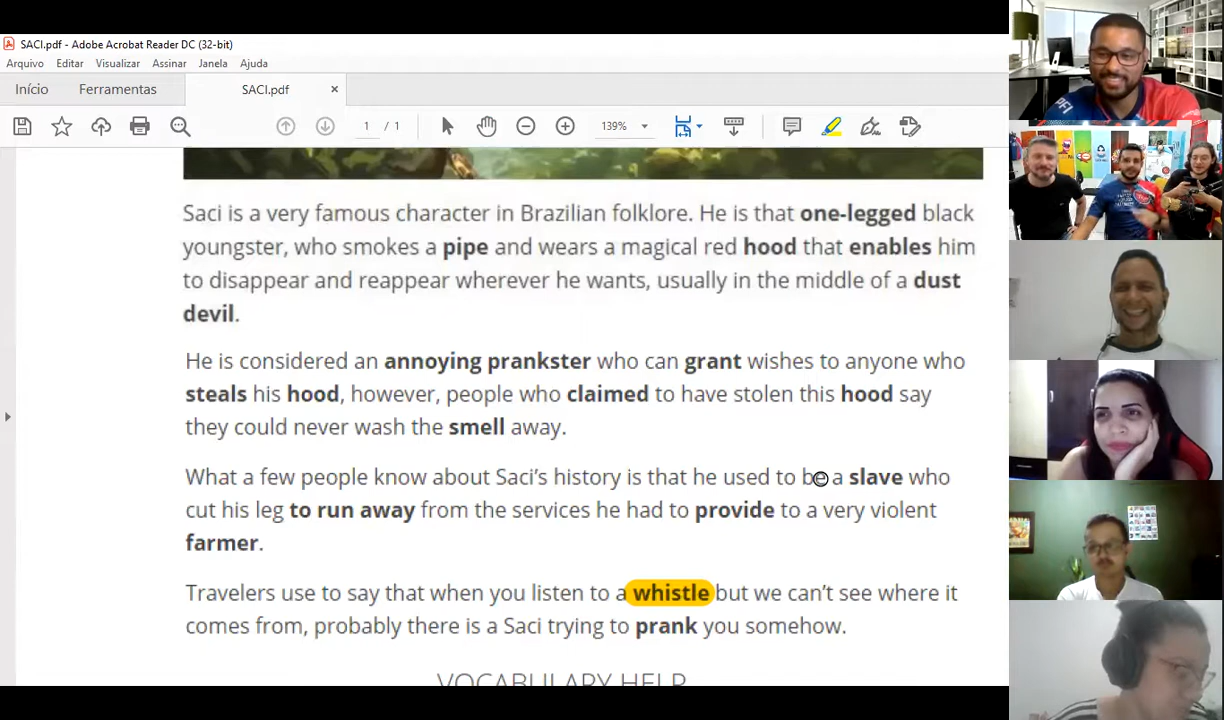 SACI.pdf - Adobe Acrobat Reader DC (32-bit)
Arquivo Editar Visualizar Assinar Janela Ajuda
Início Ferramentas SACI.pdf ×
1 / 1 139%
Saci is a very famous character in Brazilian folklore. He is that one-legged black
youngster, who smokes a pipe and wears a magical red hood that enables him
to disappear and reappear wherever he wants, usually in the middle of a dust
devil.
He is considered an annoying prankster who can grant wishes to anyone who
steals his hood, however, people who claimed to have stolen this hood say
they could never wash the smell away.
What a few people know about Saci's history is that he used to be a slave who
cut his leg to run away from the services he had to provide to a very violent
farmer.
Travelers use to say that when you listen to a whistle but we can't see where it
comes from, probably there is a Saci trying to prank you somehow.
VOCABULARY HELP